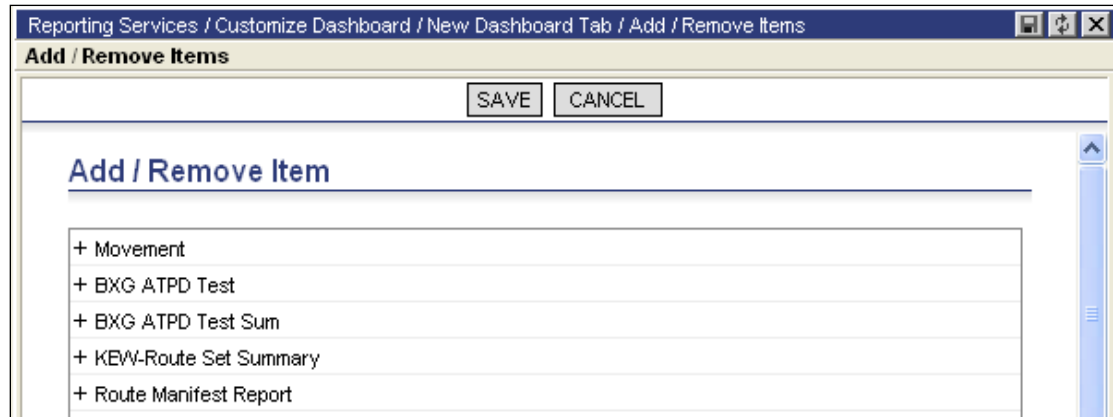 Reporting Services / Customize Dashboard / New Dashboard Tab / Add / Remove Items
Add / Remove Items
SAVE CANCEL
Add / Remove Item
+ Movement
+ BXG ATPD Test
+ BXG ATPD Test Sum
+ KEW-Route Set Summary
+ Route Manifest Report